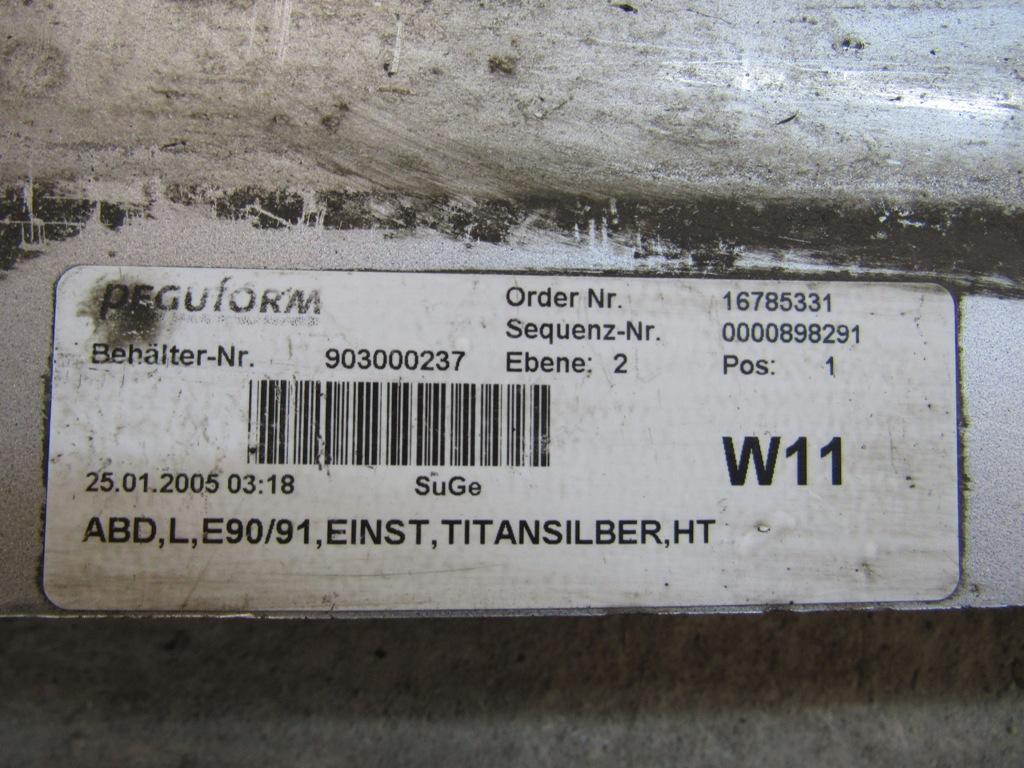 PEGUfORM
Order Nr. 16785331
Sequenz-Nr. 0000898291
Behälter-Nr. 903000237 Ebene: 2 Pos: 1
W11
25.01.2005 03:18 SuGe
ABD,L,E90/91,EINST,TITANSILBER,HT